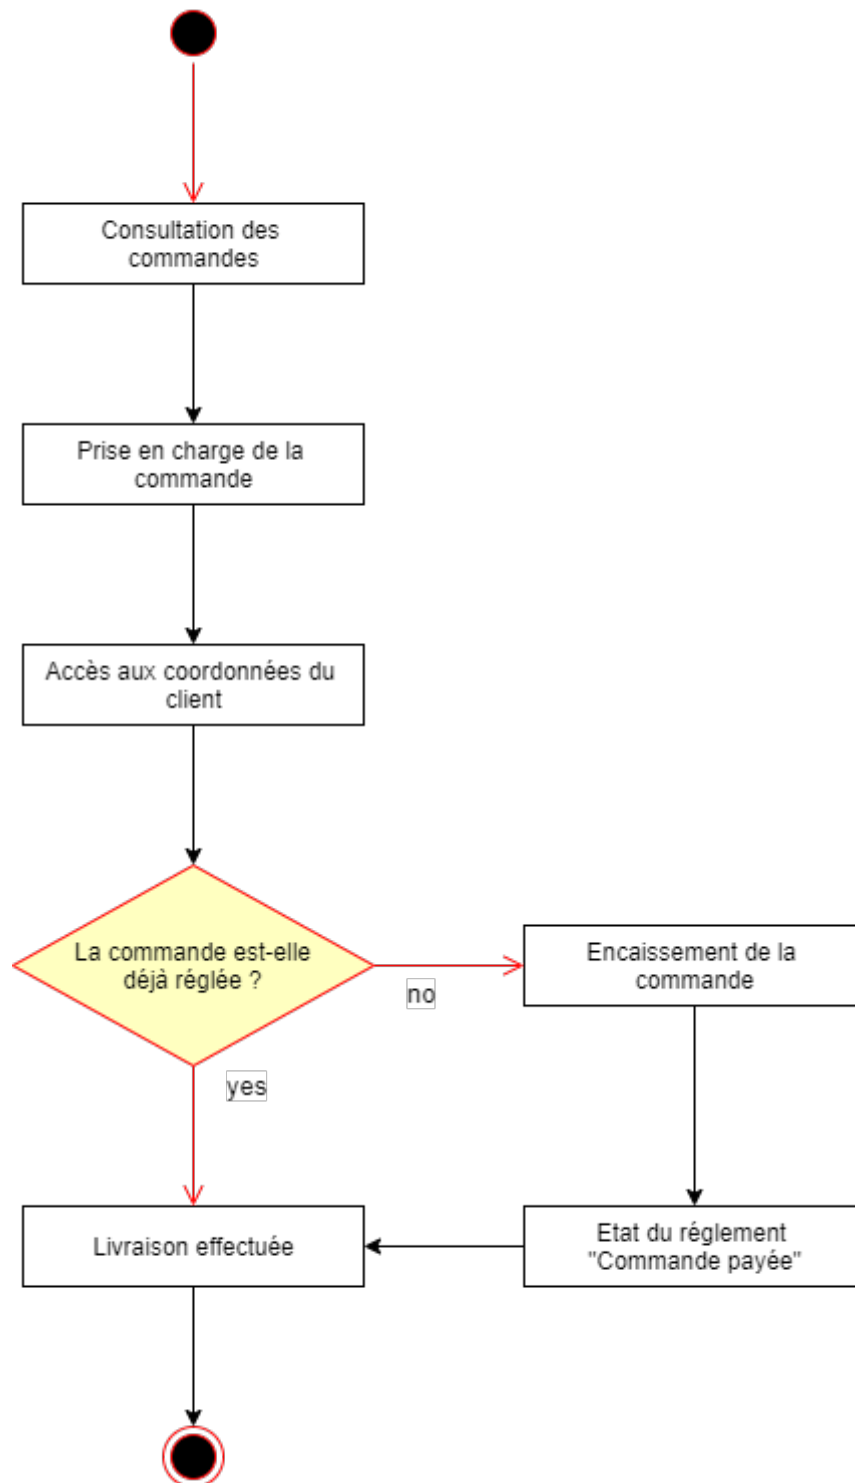 Consultation des
commandes
Prise en charge de la
commande
Accès aux coordonnées du
client
La commande est-elle
déjà réglée ?
no
Encaissement de la
commande
yes
Livraison effectuée
Etat du réglement
"Commande payée"